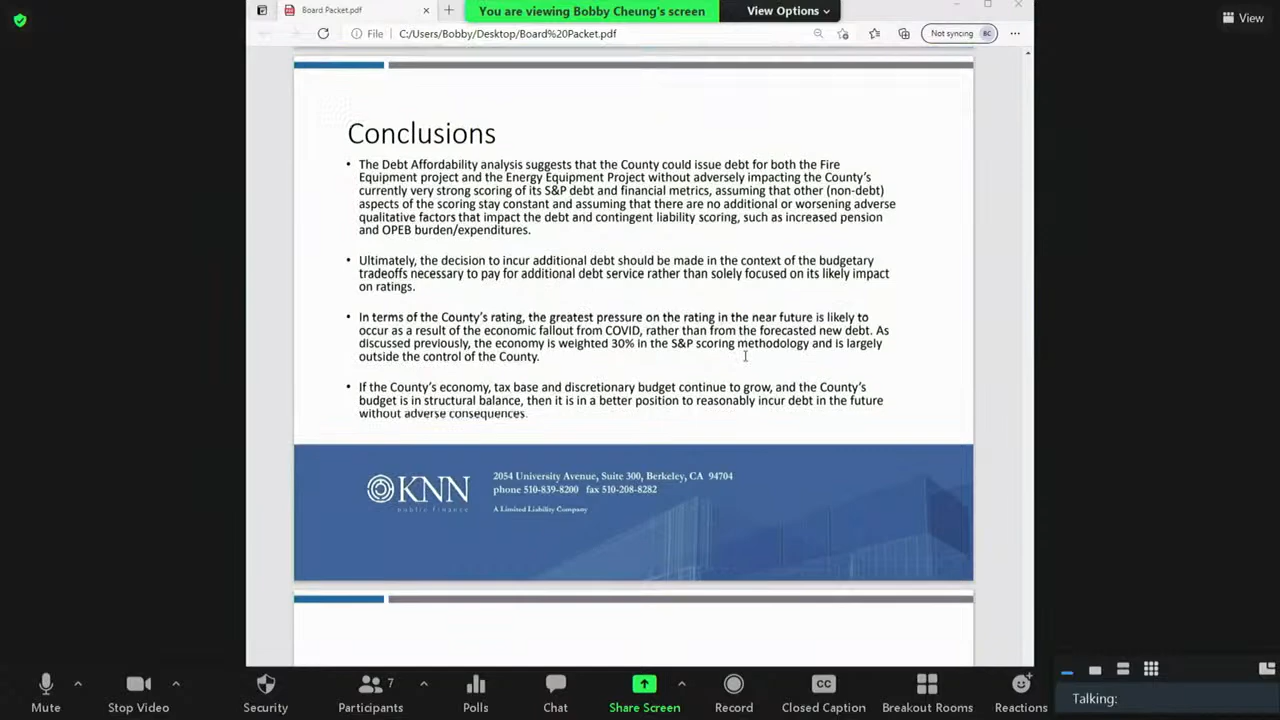 Board Packet.pdf
You are viewing Bobby Cheung's screen
View Options
View
File
C:/Users/Bobby/Desktop/Board%20Packet.pdf
Not syncing
BC
Conclusions
• The Debt Affordability analysis suggests that the County could issue debt for both the Fire
Equipment project and the Energy Equipment Project without adversely impacting the County's
currently very strong scoring of its S&P debt and financial metrics, assuming that other (non-debt)
aspects of the scoring stay constant and assuming that there are no additional or worsening adverse
qualitative factors that impact the debt and contingent liability scoring, such as increased pension
and OPEB burden/expenditures.
• Ultimately, the decision to incur additional debt should be made in the context of the budgetary
tradeoffs necessary to pay for additional debt service rather than solely focused on its likely impact
on ratings.
• In terms of the County's rating, the greatest pressure on the rating in the near future is likely to
occur as a result of the economic fallout from COVID, rather than from the forecasted new debt. As
discussed previously, the economy is weighted 30% in the S&P scoring methodology and is largely
outside the control of the County.
• If the County's economy, tax base and discretionary budget continue to grow, and the County's
budget is in structural balance, then it is in a better position to reasonably incur debt in the future
without adverse consequences.
KNN
public finance
2054 University Avenue, Suite 300, Berkeley, CA 94704
phone 510-839-8200 fax 510-208-8282
A Limited Liability Company
Mute
Stop Video
Security
Participants
7
Polls
Chat
Share Screen
Record
CC
Closed Caption
Breakout Rooms
Reactions
Talking: